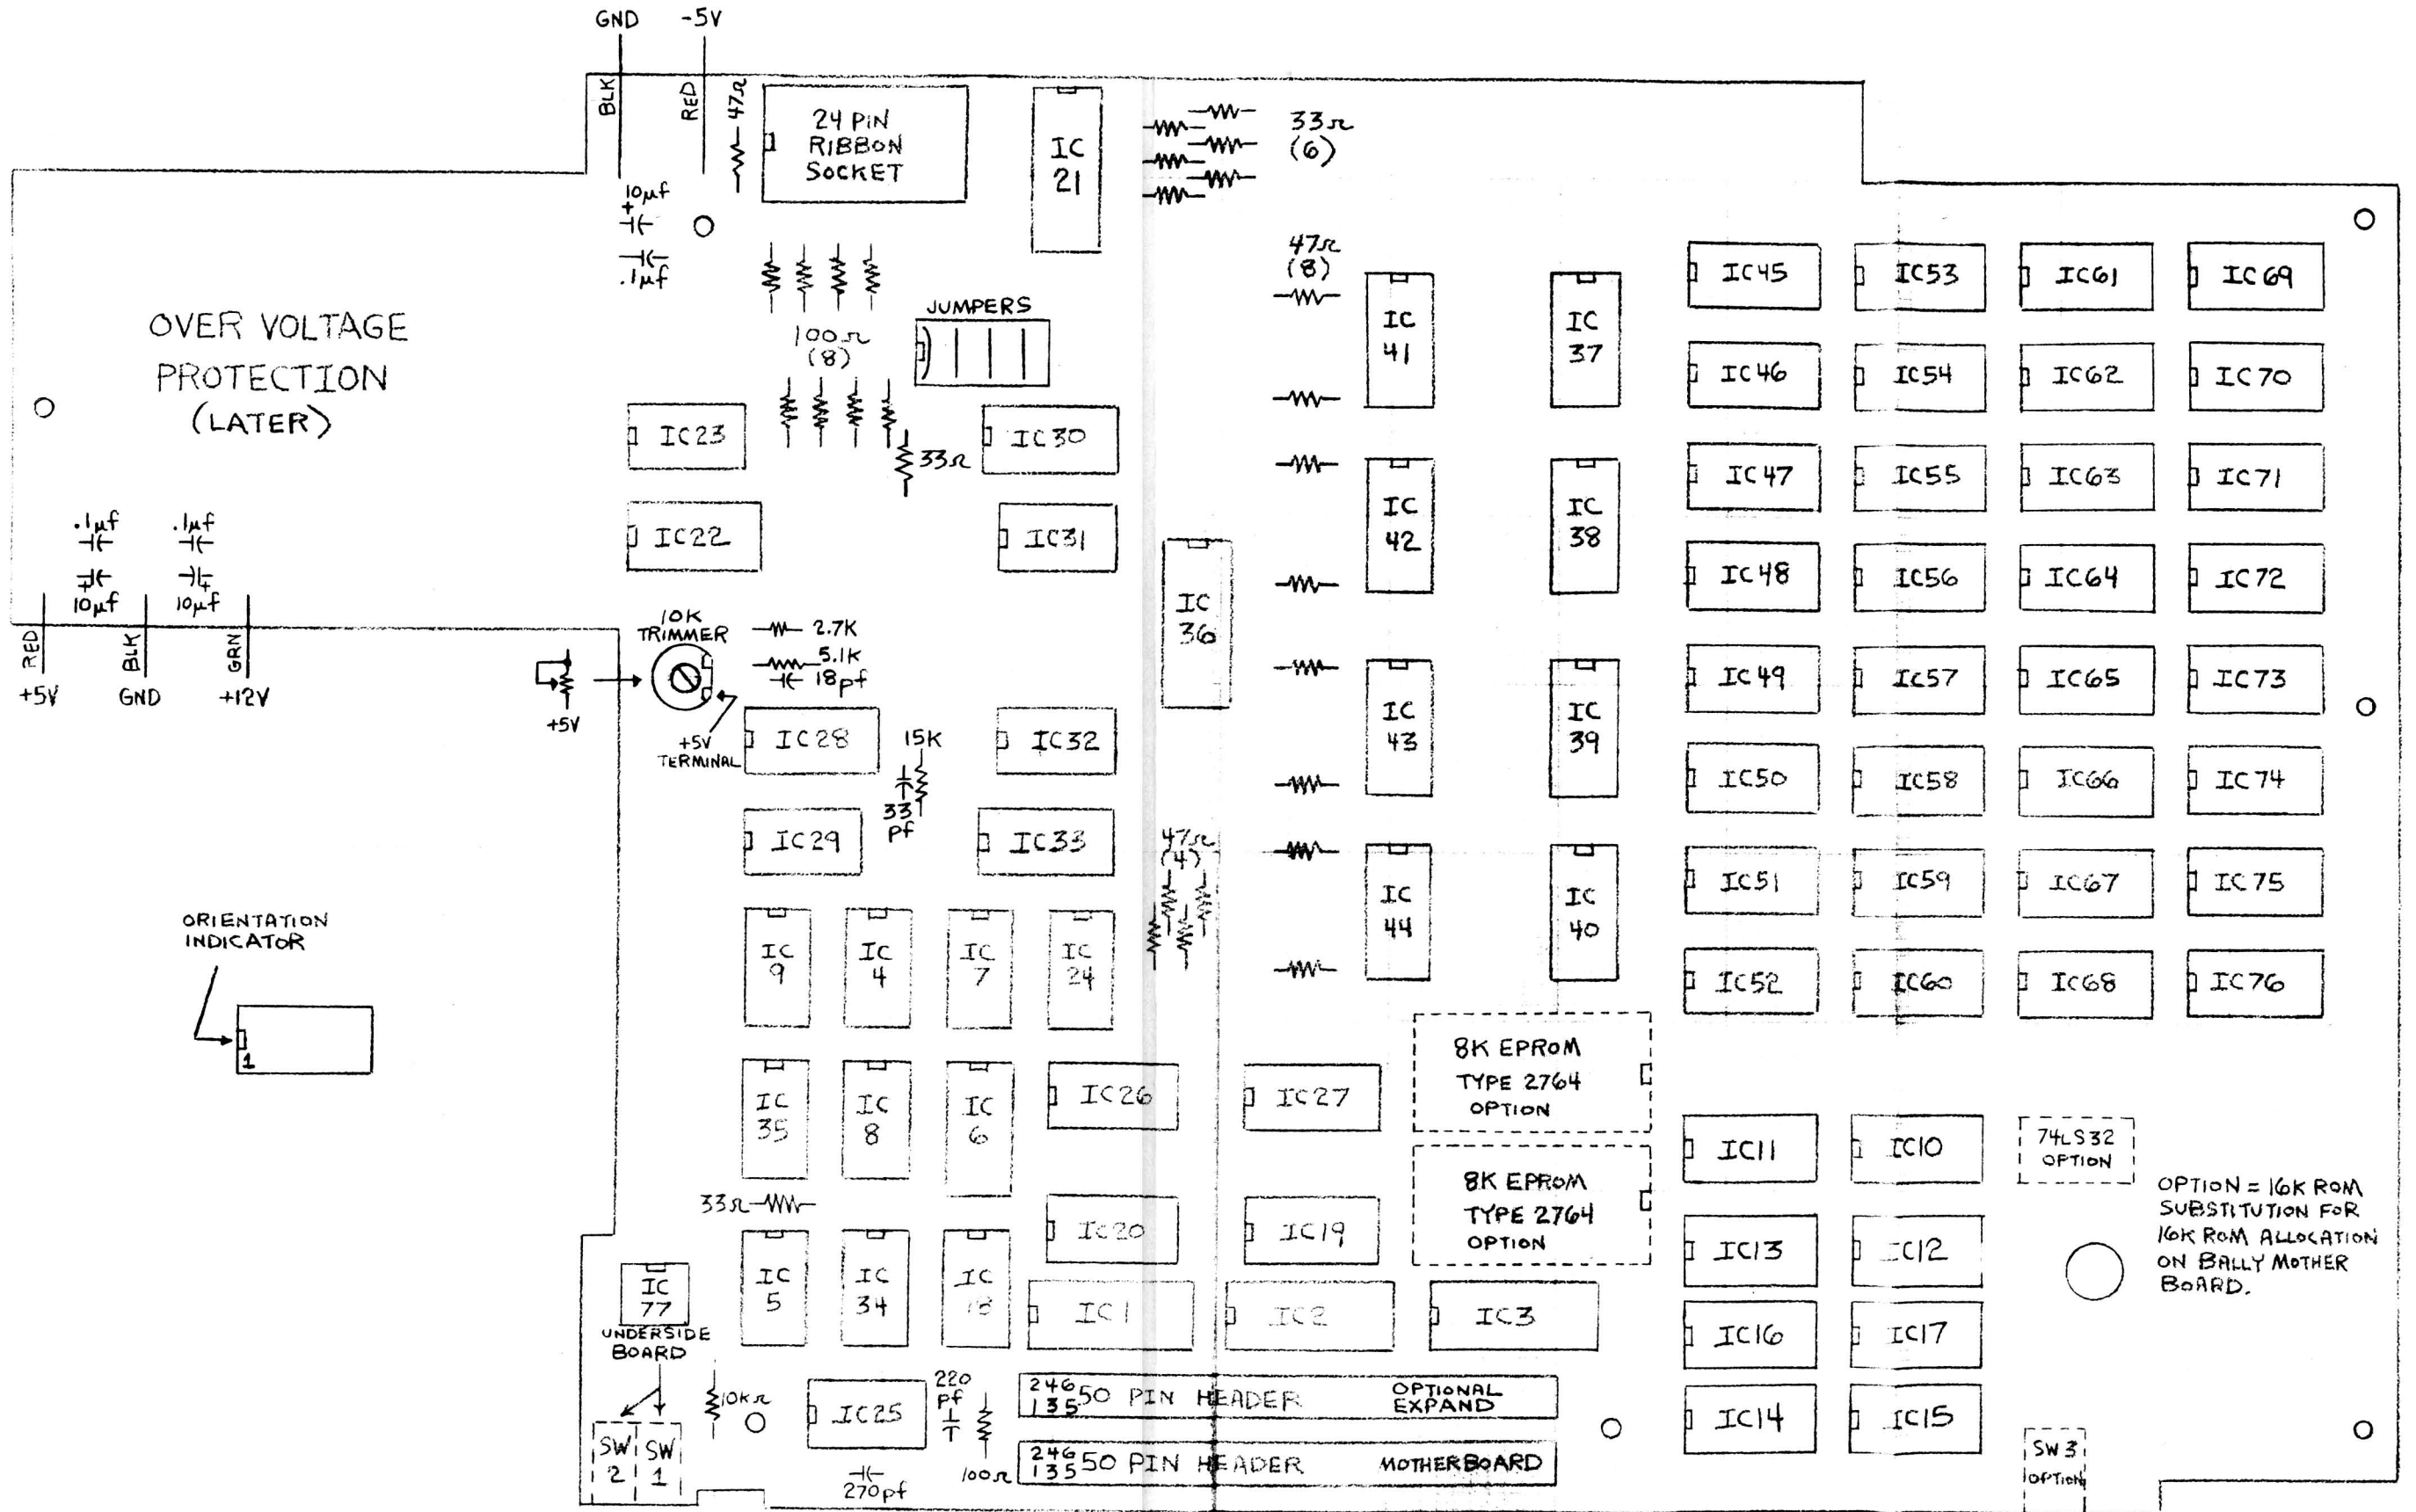 GND
-5V
BLK
RED
47Ω
24 PIN
RIBBON
SOCKET
IC
21
33Ω
(6)
10µf
+
.1µf
OVER VOLTAGE
PROTECTION
(LATER)
100Ω
(8)
JUMPERS
47Ω
(8)
IC
41
IC
37
IC45
IC53
IC61
IC69
IC46
IC54
IC62
IC70
IC23
33Ω
IC30
IC47
IC55
IC63
IC71
IC22
IC31
IC
42
IC
38
IC48
IC56
IC64
IC72
.1µf
.1µf
+
10µf
+
10µf
RED
BLK
GRN
+5V
GND
+12V
+5V
10K
TRIMMER
2.7K
5.1K
18pf
+5V
TERMINAL
IC
36
IC28
15K
33
pf
IC32
IC
43
IC
39
IC49
IC57
IC65
IC73
IC50
IC58
IC66
IC74
IC29
IC33
47Ω
(4)
IC
44
IC
40
IC51
IC59
IC67
IC75
IC52
IC60
IC68
IC76
ORIENTATION
INDICATOR
1
IC
9
IC
4
IC
7
IC
24
IC
35
IC
8
IC
6
IC26
IC27
8K EPROM
TYPE 2764
OPTION
8K EPROM
TYPE 2764
OPTION
IC11
IC10
74LS32
OPTION
33Ω
IC20
IC19
IC13
IC12
OPTION = 16K ROM
SUBSTITUTION FOR
16K ROM ALLOCATION
ON BALLY MOTHER
BOARD.
IC
77
UNDERSIDE
BOARD
IC
5
IC
34
IC
18
IC1
IC2
IC3
IC16
IC17
SW
2
SW
1
10KΩ
IC25
220
pf
100Ω
270pf
246
135
50 PIN HEADER
OPTIONAL
EXPAND
246
135
50 PIN HEADER
MOTHERBOARD
IC14
IC15
SW 3
OPTION